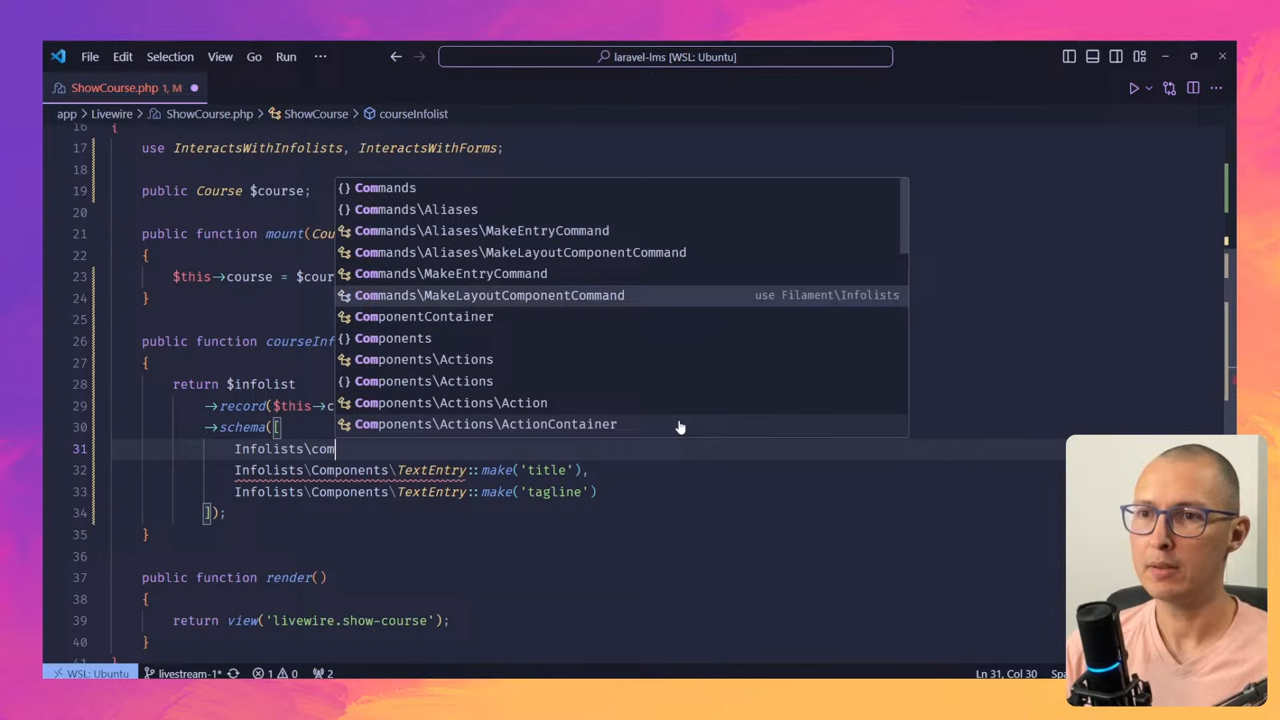 File Edit Selection View Go Run ··· ← → laravel-lms [WSL: Ubuntu]
ShowCourse.php 1, M
app > Livewire > ShowCourse.php > ShowCourse > courseInfolist
16 {
17 use InteractsWithInfolists, InteractsWithForms;
18
19 public Course $course;
20
21 public function mount(Cou
22 {
23 $this→course = $cour
24 }
25
26 public function courseInf
27 {
28 return $infolist
29 →record($this→c
30 →schema([
31 Infolists\com
32 Infolists\Components\TextEntry::make('title'),
33 Infolists\Components\TextEntry::make('tagline')
34 ]);
35 }
36
37 public function render()
38 {
39 return view('livewire.show-course');
40 }
41 }
{} Commands
{} Commands\Aliases
Commands\Aliases\MakeEntryCommand
Commands\Aliases\MakeLayoutComponentCommand
Commands\MakeEntryCommand
Commands\MakeLayoutComponentCommand use Filament\Infolists
ComponentContainer
{} Components
Components\Actions
{} Components\Actions
Components\Actions\Action
Components\Actions\ActionContainer
WSL: Ubuntu livestream-1* 1 0 2 Ln 31, Col 30